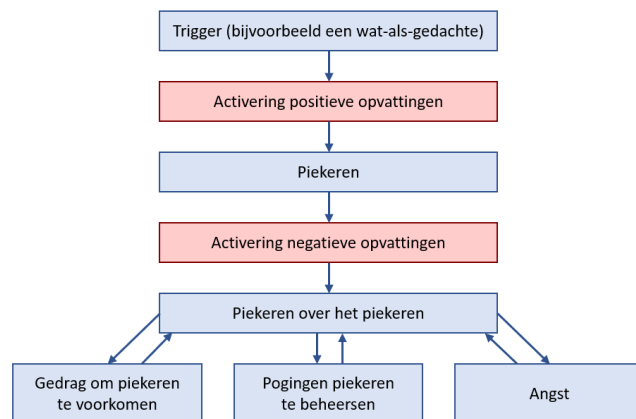 Trigger (bijvoorbeeld een wat-als-gedachte)
Activering positieve opvattingen
Piekeren
Activering negatieve opvattingen
Piekeren over het piekeren
Gedrag om piekeren
te voorkomen
Pogingen piekeren
te beheersen
Angst